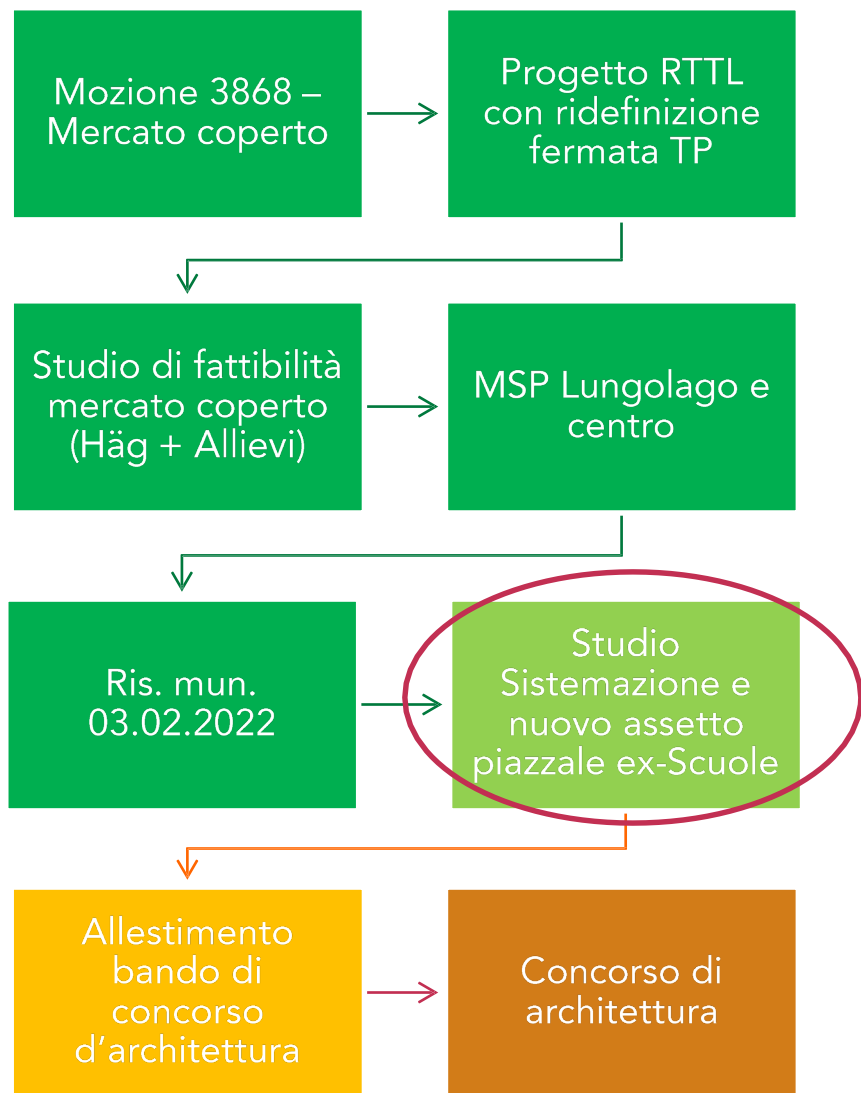 Mozione 3868 –
Mercato coperto
Progetto RTTL
con ridefinizione
fermata TP
Studio di fattibilità
mercato coperto
(Häg + Allievi)
MSP Lungolago e
centro
Ris. mun.
03.02.2022
Studio
Sistemazione e
nuovo assetto
piazzale ex-Scuole
Allestimento
bando di
concorso
d’architettura
Concorso di
architettura